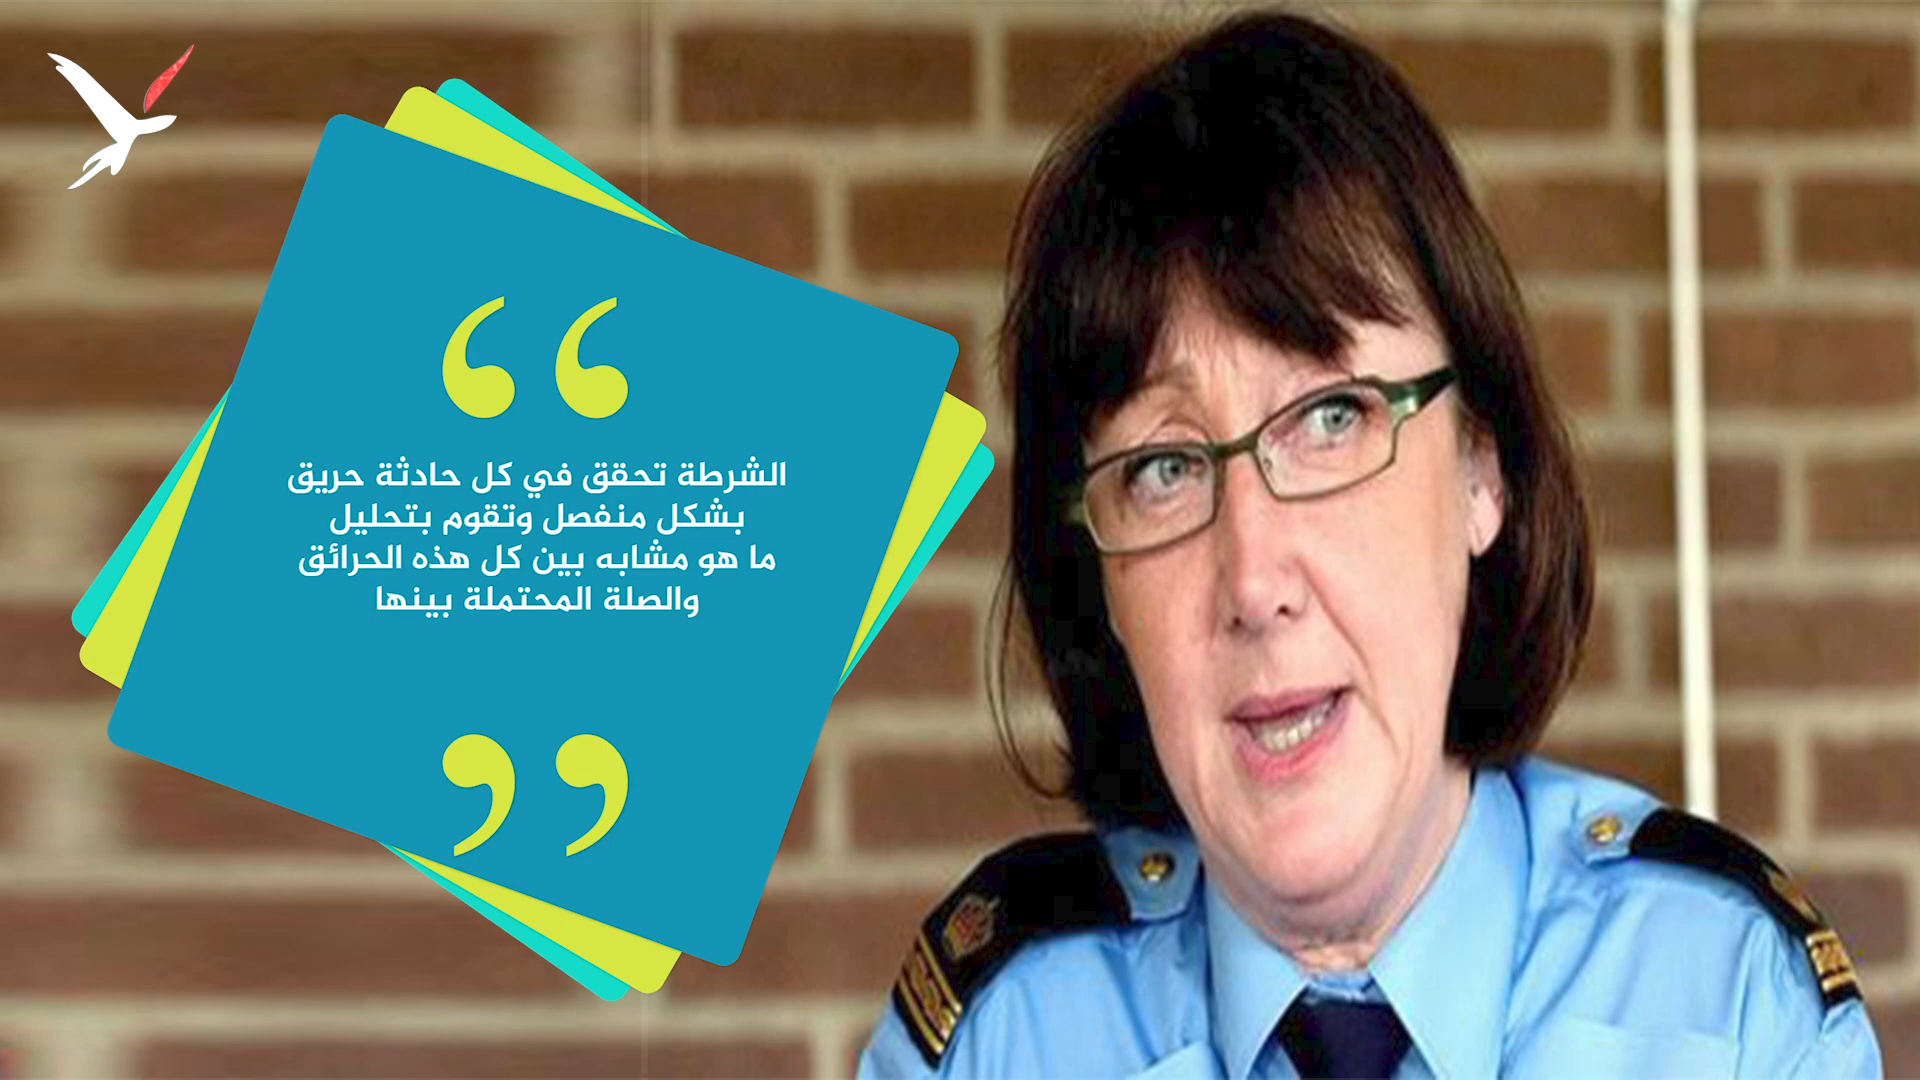 الشرطة تحقق في كل حادثة حريق
بشكل منفصل وتقوم بتحليل
ما هو مشابه بين كل هذه الحرائق
والصلة المحتملة بينها